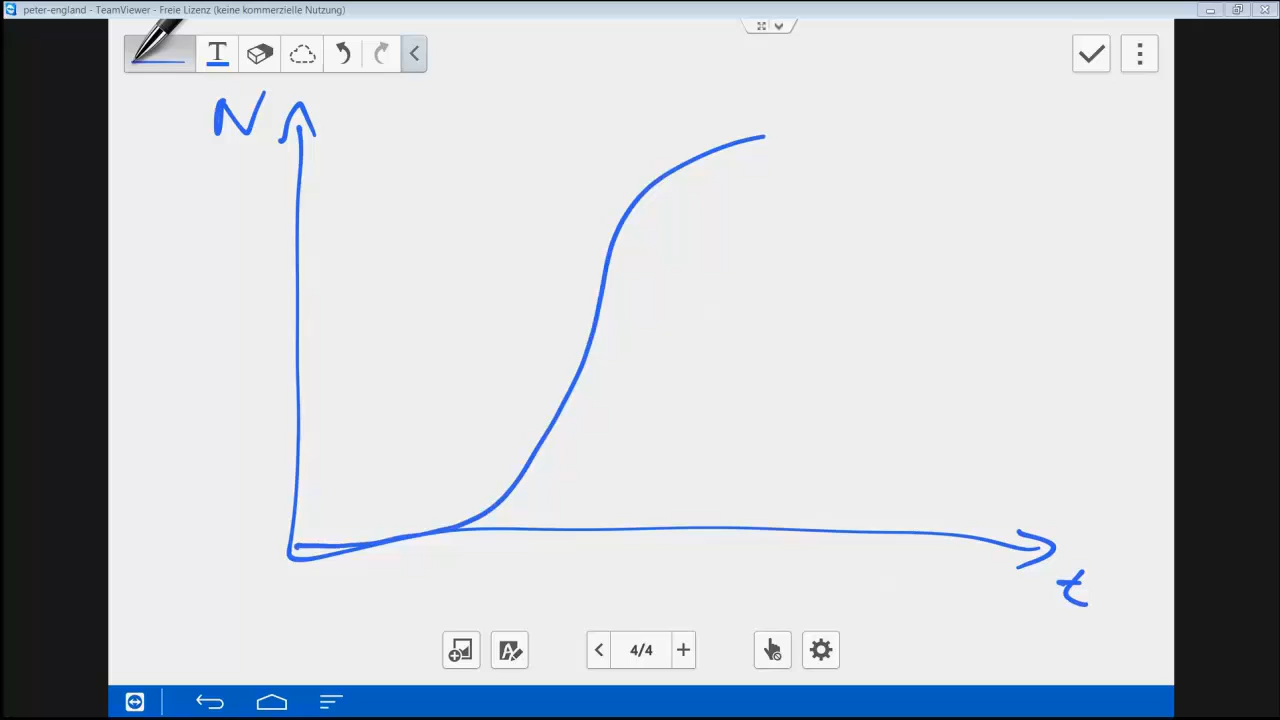 peter-england - TeamViewer - Freie Lizenz (keine kommerzielle Nutzung)
T
N
t
A
4/4